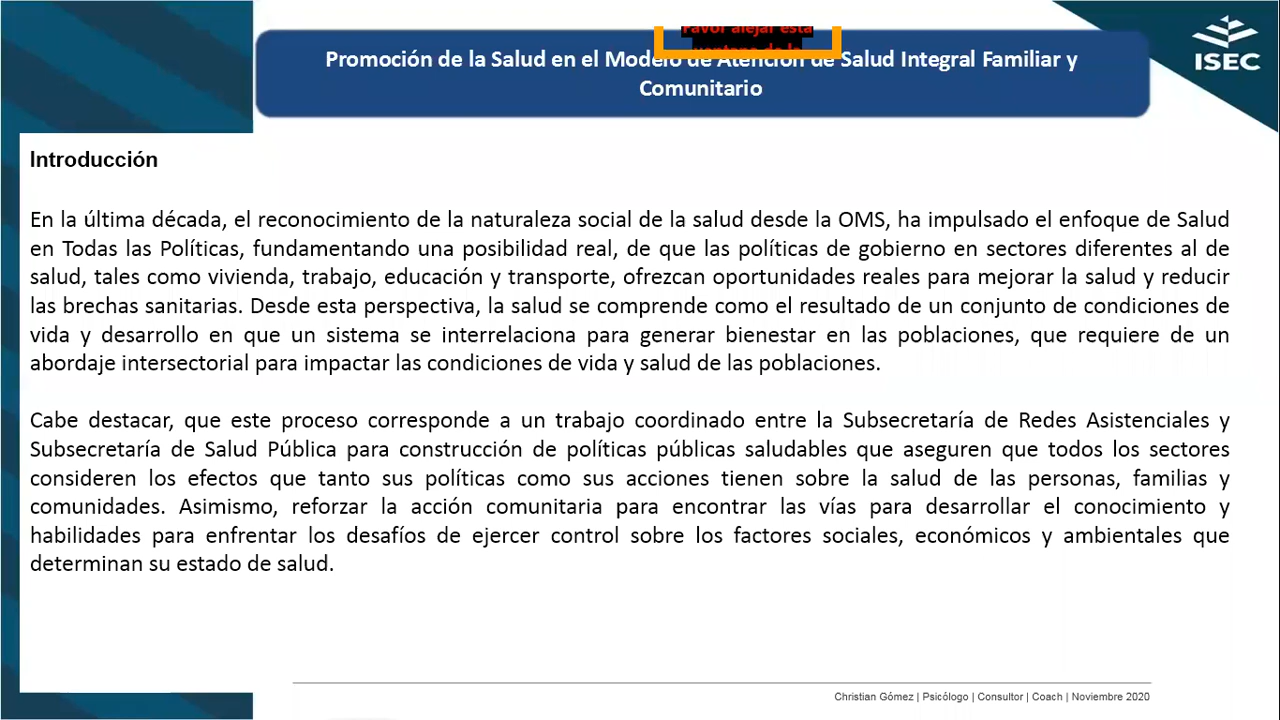 Favor alejar esta
Promoción de la Salud en el Modelo de Atención de Salud Integral Familiar y
Comunitario
ISEC
Introducción
En la última década, el reconocimiento de la naturaleza social de la salud desde la OMS, ha impulsado el enfoque de Salud
en Todas las Políticas, fundamentando una posibilidad real, de que las políticas de gobierno en sectores diferentes al de
salud, tales como vivienda, trabajo, educación y transporte, ofrezcan oportunidades reales para mejorar la salud y reducir
las brechas sanitarias. Desde esta perspectiva, la salud se comprende como el resultado de un conjunto de condiciones de
vida y desarrollo en que un sistema se interrelaciona para generar bienestar en las poblaciones, que requiere de un
abordaje intersectorial para impactar las condiciones de vida y salud de las poblaciones.
Cabe destacar, que este proceso corresponde a un trabajo coordinado entre la Subsecretaría de Redes Asistenciales y
Subsecretaría de Salud Pública para construcción de políticas públicas saludables que aseguren que todos los sectores
consideren los efectos que tanto sus políticas como sus acciones tienen sobre la salud de las personas, familias y
comunidades. Asimismo, reforzar la acción comunitaria para encontrar las vías para desarrollar el conocimiento y
habilidades para enfrentar los desafíos de ejercer control sobre los factores sociales, económicos y ambientales que
determinan su estado de salud.
Christian Gómez | Psicólogo | Consultor | Coach | Noviembre 2020